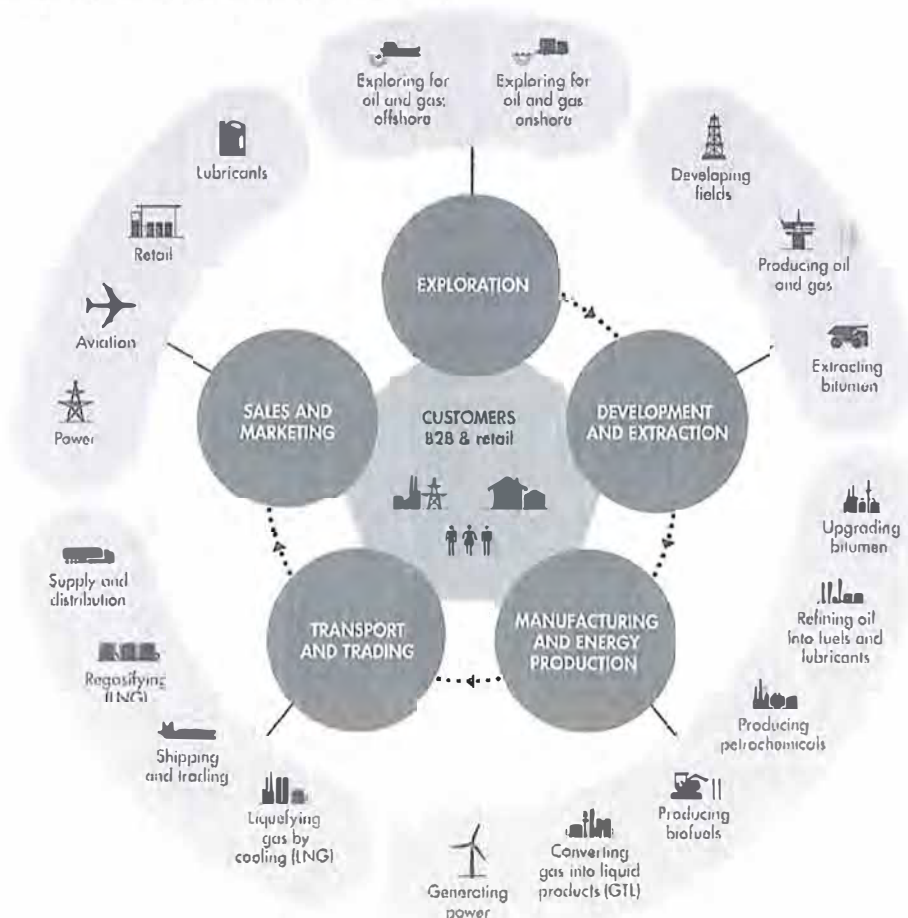 Exploring for
oil and gas:
offshore
Exploring for
oil and gas
onshore
Developing
fields
Producing oil
and gas
Extracting
bitumen
Upgrading
bitumen
Refining oil
into fuels and
lubricants
Producing
petrochemicals
Producing
biofuels
Converting
gas into liquid
products (GTL)
Generating
power
Liquefying
gas by
cooling (LNG)
Shipping
and trading
Regasifying
(LNG)
Supply and
distribution
Power
Aviation
Retail
Lubricants
EXPLORATION
DEVELOPMENT
AND EXTRACTION
MANUFACTURING
AND ENERGY
PRODUCTION
TRANSPORT
AND TRADING
SALES AND
MARKETING
CUSTOMERS
B2B & retail